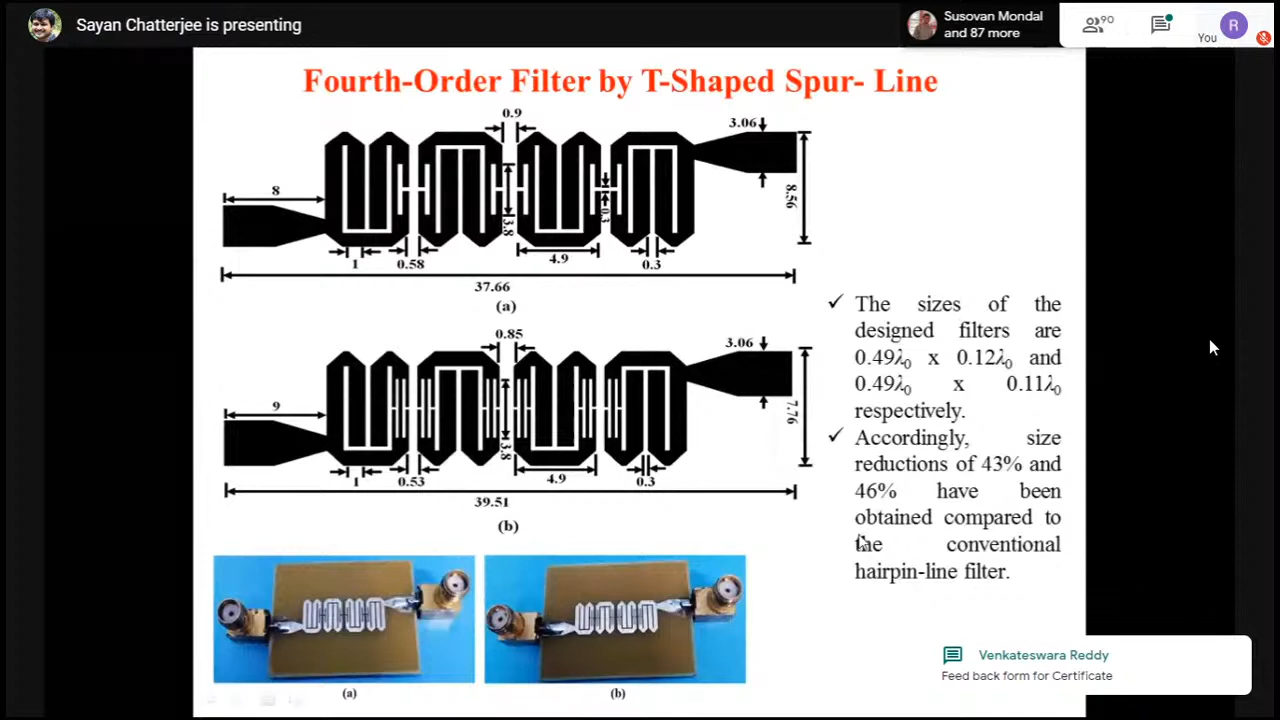 Sayan Chatterjee is presenting
Susovan Mondal
and 87 more
90
You
R
Fourth-Order Filter by T-Shaped Spur- Line
0.9
3.06
8
8.56
3.8
0.3
1
0.58
4.9
0.3
37.66
(a)
0.85
3.06
9
7.76
3.8
1
0.53
4.9
0.3
39.51
(b)
✓ The sizes of the
designed filters are
0.49λ0 x 0.12λ0 and
0.49λ0 x 0.11λ0
respectively.
✓ Accordingly, size
reductions of 43% and
46% have been
obtained compared to
the conventional
hairpin-line filter.
(a)
(b)
Venkateswara Reddy
Feed back form for Certificate